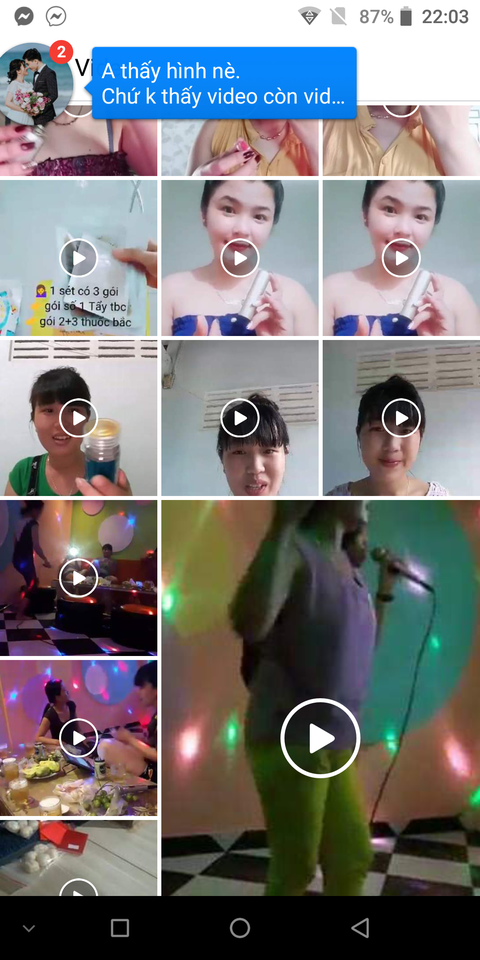 87% 22:03
2
Vi
A thấy hình nè.
Chứ k thấy video còn vid...
1 sét có 3 gói
gói số 1 Tẩy tbc
gói 2+3 thuốc bắc